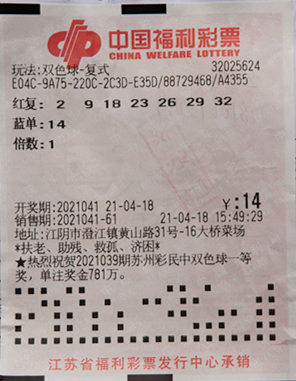 中国福利彩票
CHINA WELFARE LOTTERY
玩法:双色球-复式 32025624
E04C-9A75-220C-2C3D-E35D/88729468/A4355
红复: 2 9 18 23 26 29 32
蓝单:14
倍数:1
开奖期:2021041 21-04-18 ¥:14
销售期:2021041-61 21-04-18 15:49:29
地址:江阴市澄江镇黄山路31号-16大桥菜场
*扶老、助残、救孤、济困*
★热烈祝贺2021039期苏州彩民中双色球一等
奖,单注奖金781万。
江苏省福利彩票发行中心承销